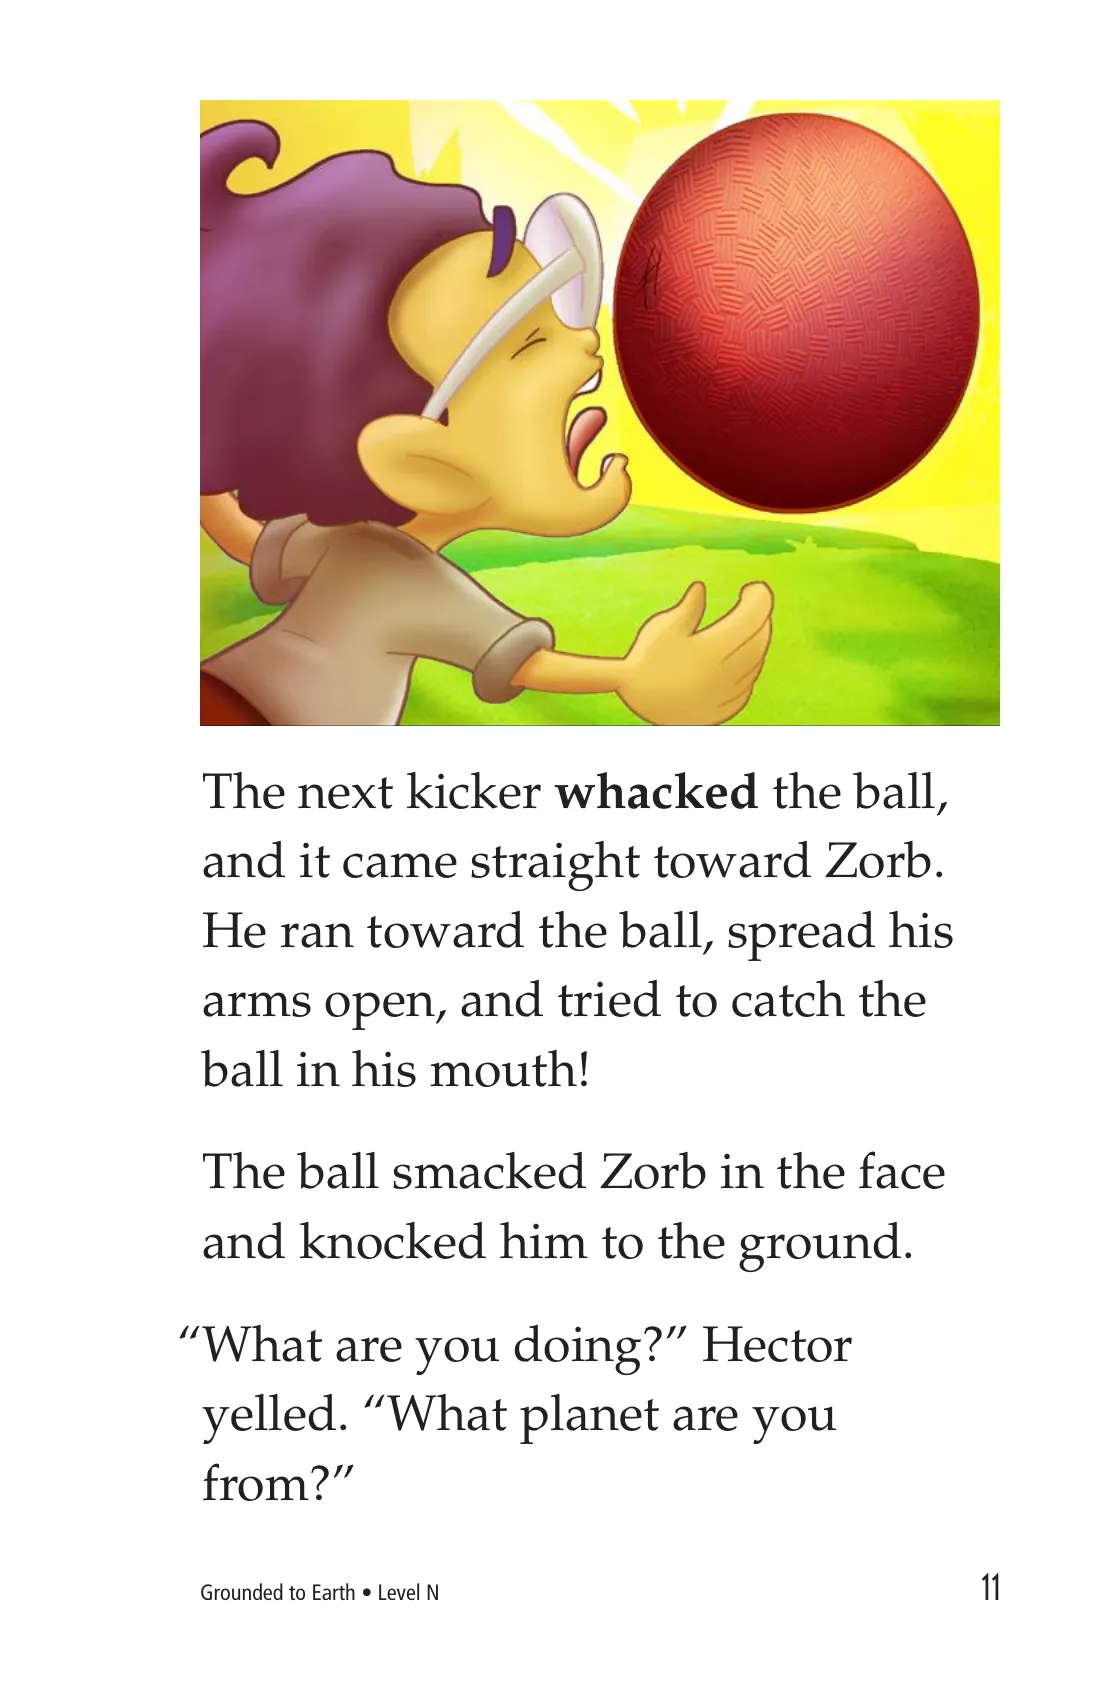 The next kicker whacked the ball,
and it came straight toward Zorb.
He ran toward the ball, spread his
arms open, and tried to catch the
ball in his mouth!
The ball smacked Zorb in the face
and knocked him to the ground.
“What are you doing?” Hector
yelled. “What planet are you
from?”
Grounded to Earth • Level N
11